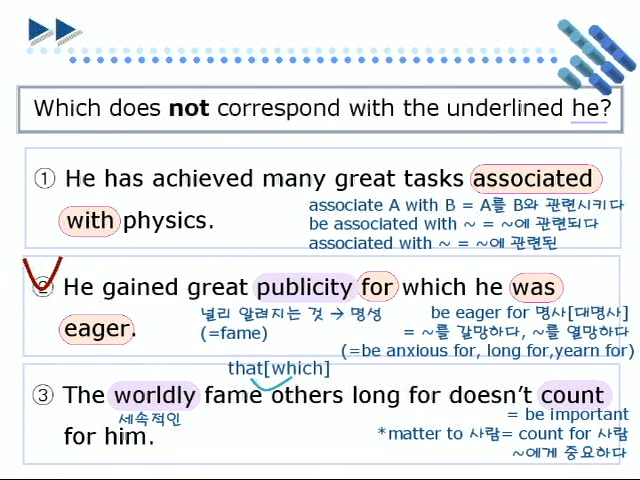 Which does not correspond with the underlined he?
① He has achieved many great tasks associated
with physics.
associate A with B = A를 B와 관련시키다
be associated with ~ = ~에 관련되다
associated with ~ = ~에 관련된
② He gained great publicity for which he was
eager.
널리 알려지는 것 → 명성
(=fame)
be eager for 명사[대명사]
= ~를 갈망하다, ~를 열망하다
(=be anxious for, long for,yearn for)
that[which]
③ The worldly fame others long for doesn't count
세속적인
for him.
= be important
*matter to 사람= count for 사람
~에게 중요하다